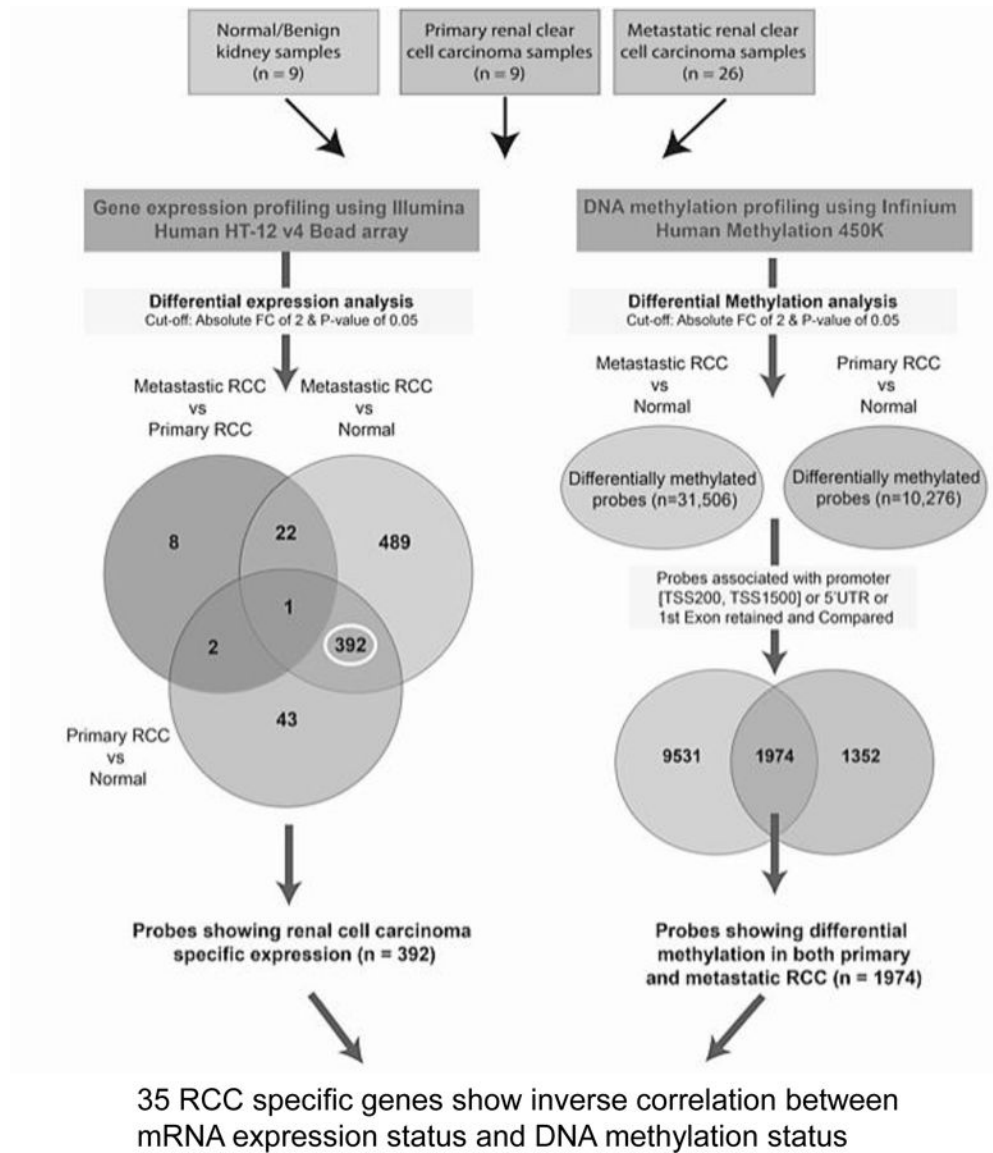 Normal/Benign
kidney samples
(n = 9)
Primary renal clear
cell carcinoma samples
(n = 9)
Metastatic renal clear
cell carcinoma samples
(n = 26)
Gene expression profiling using Illumina
Human HT-12 v4 Bead array
DNA methylation profiling using Infinium
Human Methylation 450K
Differential expression analysis
Cut-off: Absolute FC of 2 & P-value of 0.05
Differential Methylation analysis
Cut-off: Absolute FC of 2 & P-value of 0.05
Metastastic RCC
vs
Primary RCC
Metastastic RCC
vs
Normal
Metastastic RCC
vs
Normal
Primary RCC
vs
Normal
Differentially methylated
probes (n=31,506)
Differentially methylated
probes (n=10,276)
8
22
489
1
2
392
43
Primary RCC
vs
Normal
Probes associated with promoter
[TSS200, TSS1500] or 5'UTR or
1st Exon retained and Compared
9531
1974
1352
Probes showing renal cell carcinoma
specific expression (n = 392)
Probes showing differential
methylation in both primary
and metastatic RCC (n = 1974)
35 RCC specific genes show inverse correlation between
mRNA expression status and DNA methylation status